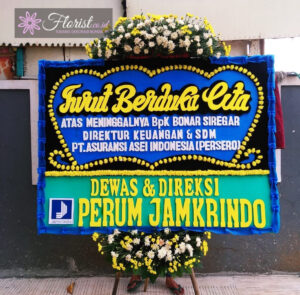 Florist.co.id
Turut Berduka Cita
ATAS MENINGGALNYA BpK BONAR SIREGAR
DIREKTUR KEUANGAN & SDM
PT.ASURANSI ASEI INDONESIA (PERSERO)
DEWAS & DIREKSI
PERUM JAMKRINDO